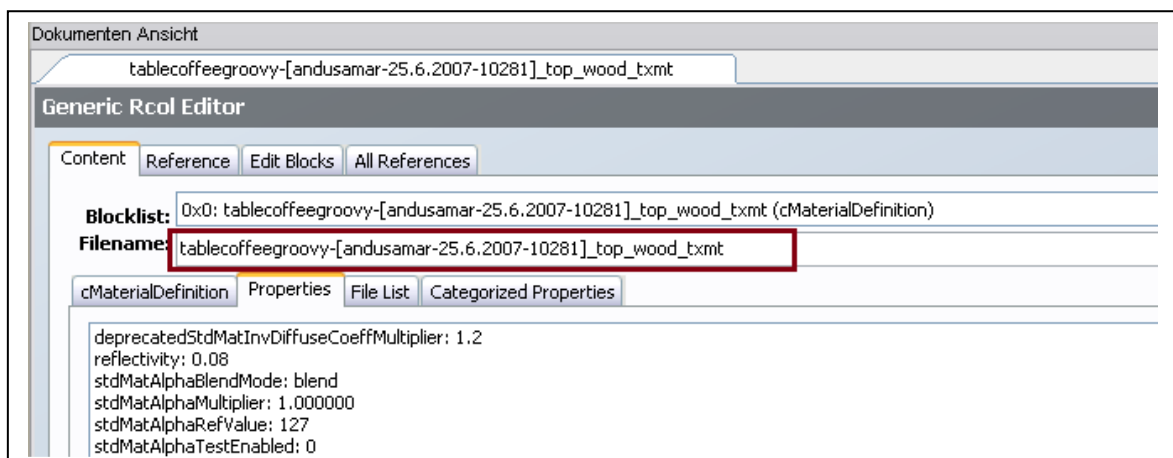 Dokumenten Ansicht
tablecoffeegroovy-[andusamar-25.6.2007-10281]_top_wood_txmt
Generic Rcol Editor
Content Reference Edit Blocks All References
Blocklist: 0x0: tablecoffeegroovy-[andusamar-25.6.2007-10281]_top_wood_txmt (cMaterialDefinition)
Filename: tablecoffeegroovy-[andusamar-25.6.2007-10281]_top_wood_txmt
cMaterialDefinition Properties File List Categorized Properties
deprecatedStdMatInvDiffuseCoeffMultiplier: 1.2
reflectivity: 0.08
stdMatAlphaBlendMode: blend
stdMatAlphaMultiplier: 1.000000
stdMatAlphaRefValue: 127
stdMatAlphaTestEnabled: 0